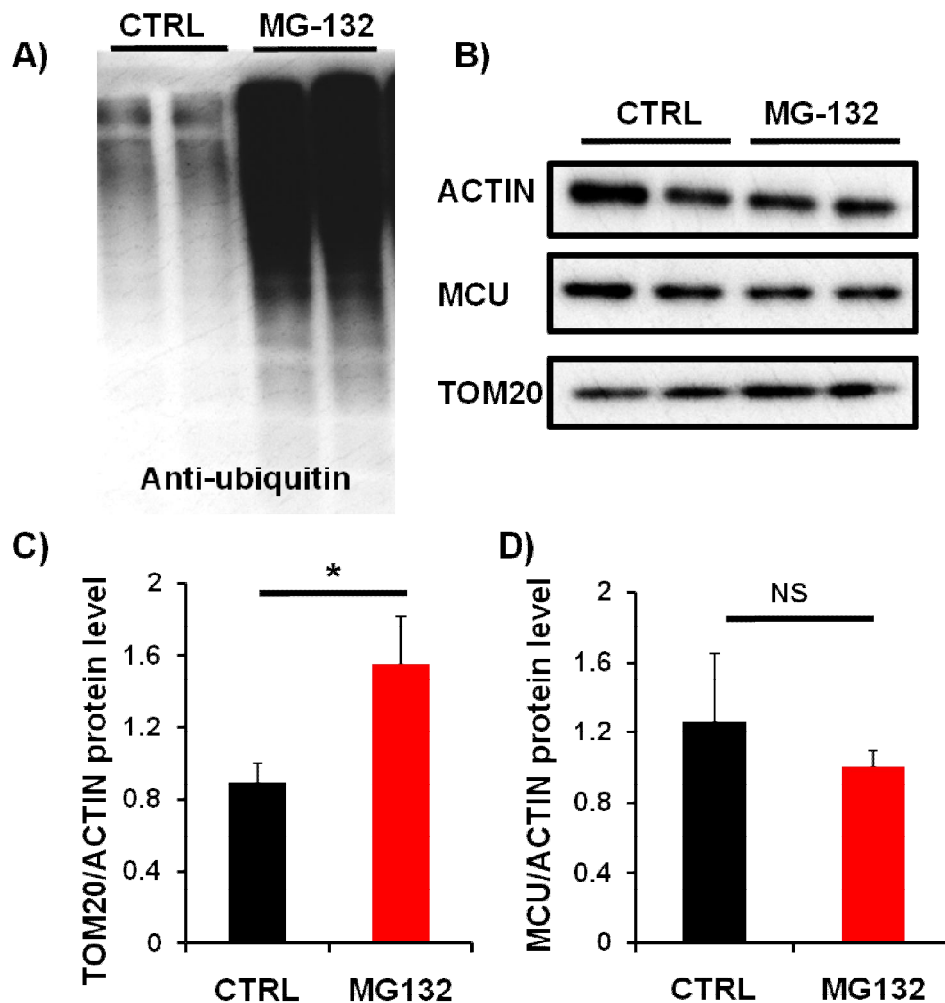 A)
CTRL
MG-132
Anti-ubiquitin
B)
CTRL
MG-132
ACTIN
MCU
TOM20
C)
*
TOM20/ACTIN protein level
2
1.6
1.2
0.8
0.4
0
CTRL
MG132
D)
NS
MCU/ACTIN protein level
2
1.6
1.2
0.8
0.4
0
CTRL
MG132